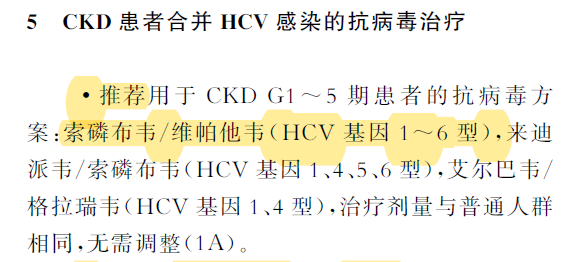 5 CKD 患者合并 HCV 感染的抗病毒治疗
• 推荐用于 CKD G1～5 期患者的抗病毒方
案:索磷布韦/维帕他韦(HCV 基因 1～6 型),来迪
派韦/索磷布韦(HCV 基因 1、4、5、6 型),艾尔巴韦/
格拉瑞韦(HCV 基因 1、4 型),治疗剂量与普通人群
相同,无需调整(1A)。